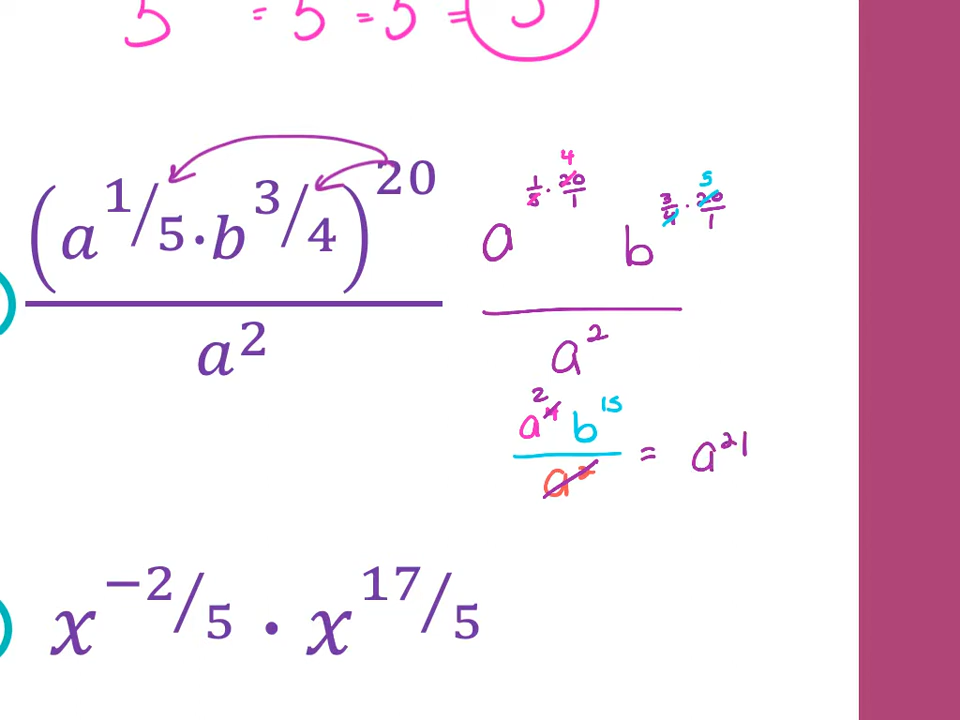 5 = 5 = 5 = 5
(a^1/5 · b^3/4)^20 / a^2
a^(1/5 · 20/1) b^(3/4 · 20/1) / a^2
4 5
a^4 b^15 / a^2 = a^21
2
x^−2/5 · x^17/5